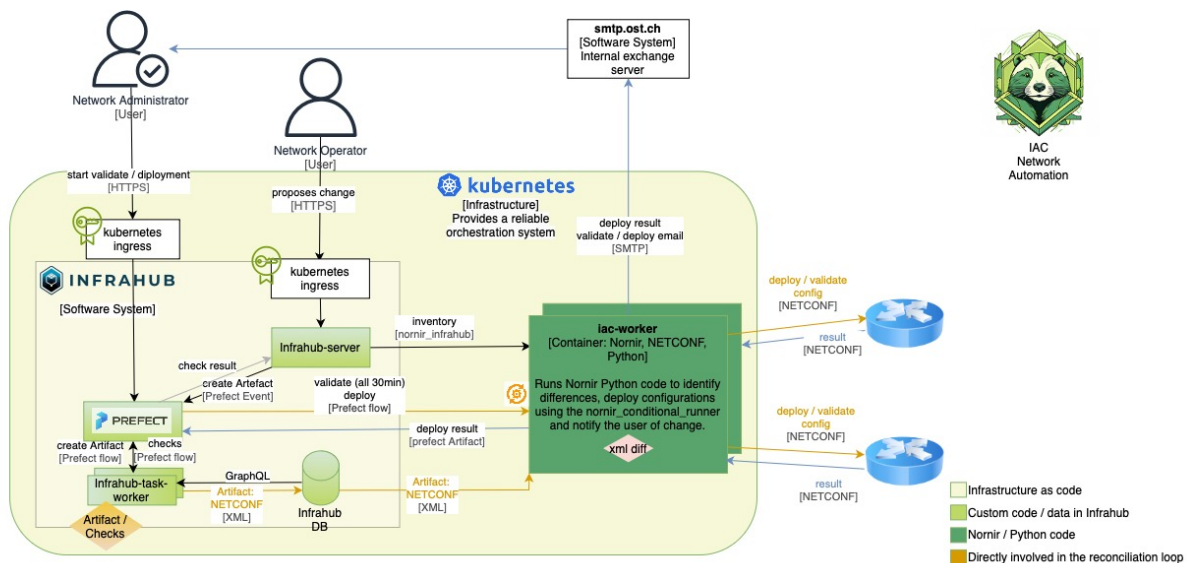 smtp.ost.ch
[Software System]
Internal exchange
server
Network Administrator
[User]
Network Operator
[User]
IAC
Network
Automation
start validate / diployment
[HTTPS]
proposes change
[HTTPS]
kubernetes
[Infrastructure]
Provides a reliable
orchestration system
deploy result
validate / deploy email
[SMTP]
kubernetes
ingress
kubernetes
ingress
INFRAHUB
[Software System]
deploy / validate
config
[NETCONF]
result
[NETCONF]
inventory
[nornir_infrahub]
iac-worker
[Container: Nornir, NETCONF,
Python]
Runs Nornir Python code to identify
differences, deploy configurations
using the nornir_conditional_runner
and notify the user of change.
xml diff
Infrahub-server
check result
create Artefact
[Prefect Event]
validate (all 30min)
deploy
[Prefect flow]
PREFECT
deploy result
[prefect Artifact]
deploy / validate
config
[NETCONF]
result
[NETCONF]
create Artifact
[Prefect flow]
checks
[Prefect flow]
Infrahub-task-
worker
GraphQL
Artifact:
NETCONF
[XML]
Infrahub
DB
Artifact:
NETCONF
[XML]
Artifact /
Checks
Infrastructure as code
Custom code / data in Infrahub
Nornir / Python code
Directly involved in the reconciliation loop